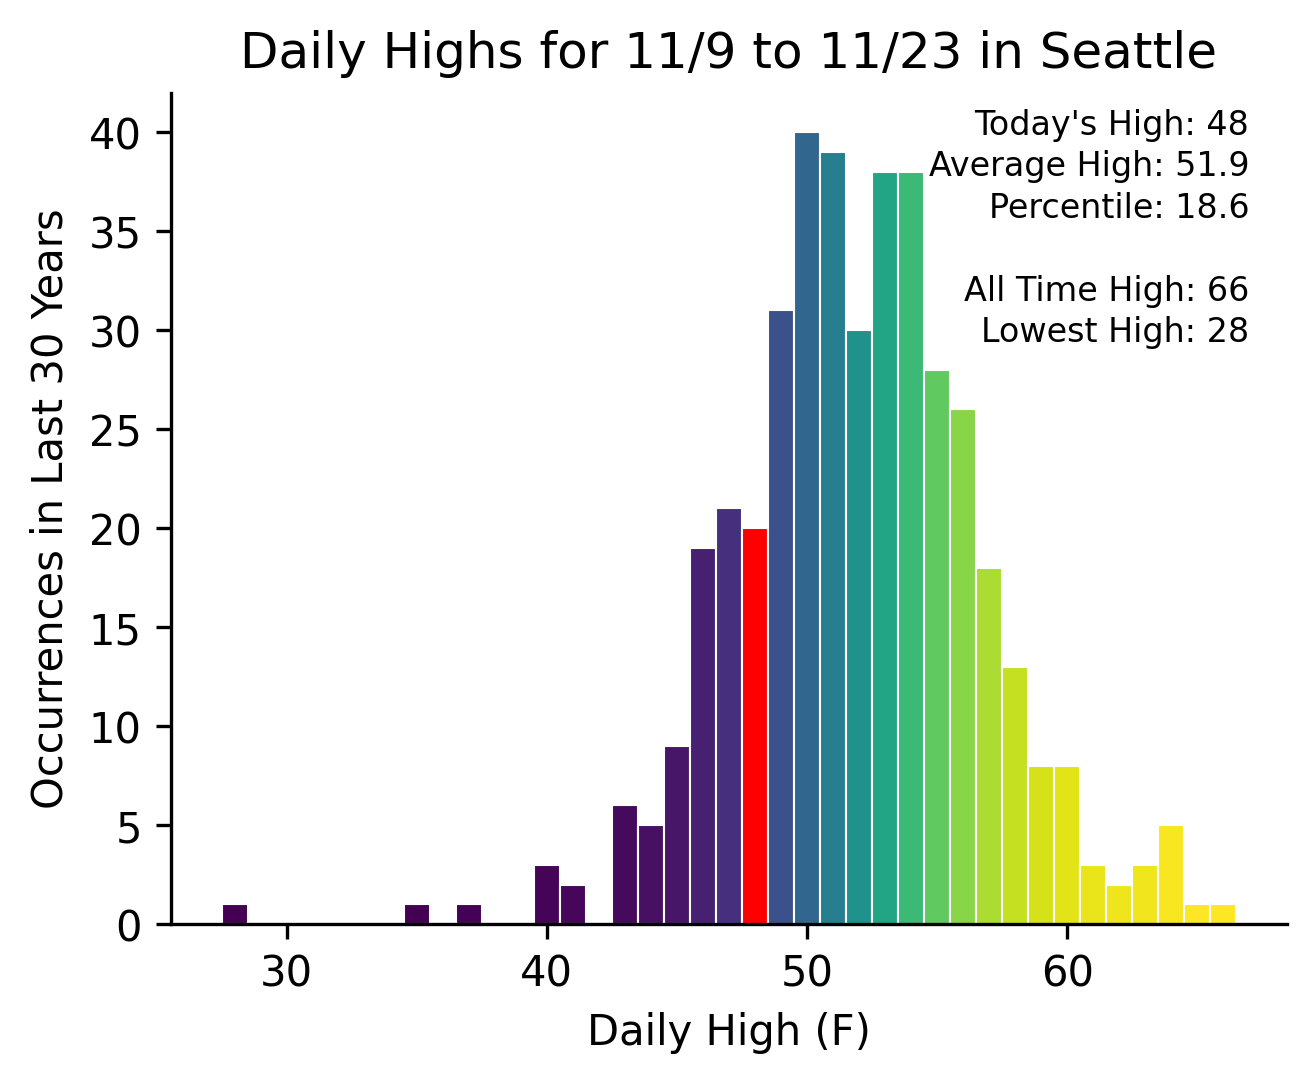 Daily Highs for 11/9 to 11/23 in Seattle
Today's High: 48
Average High: 51.9
Percentile: 18.6
All Time High: 66
Lowest High: 28
Occurrences in Last 30 Years
40
35
30
25
20
15
10
5
0
30 40 50 60
Daily High (F)